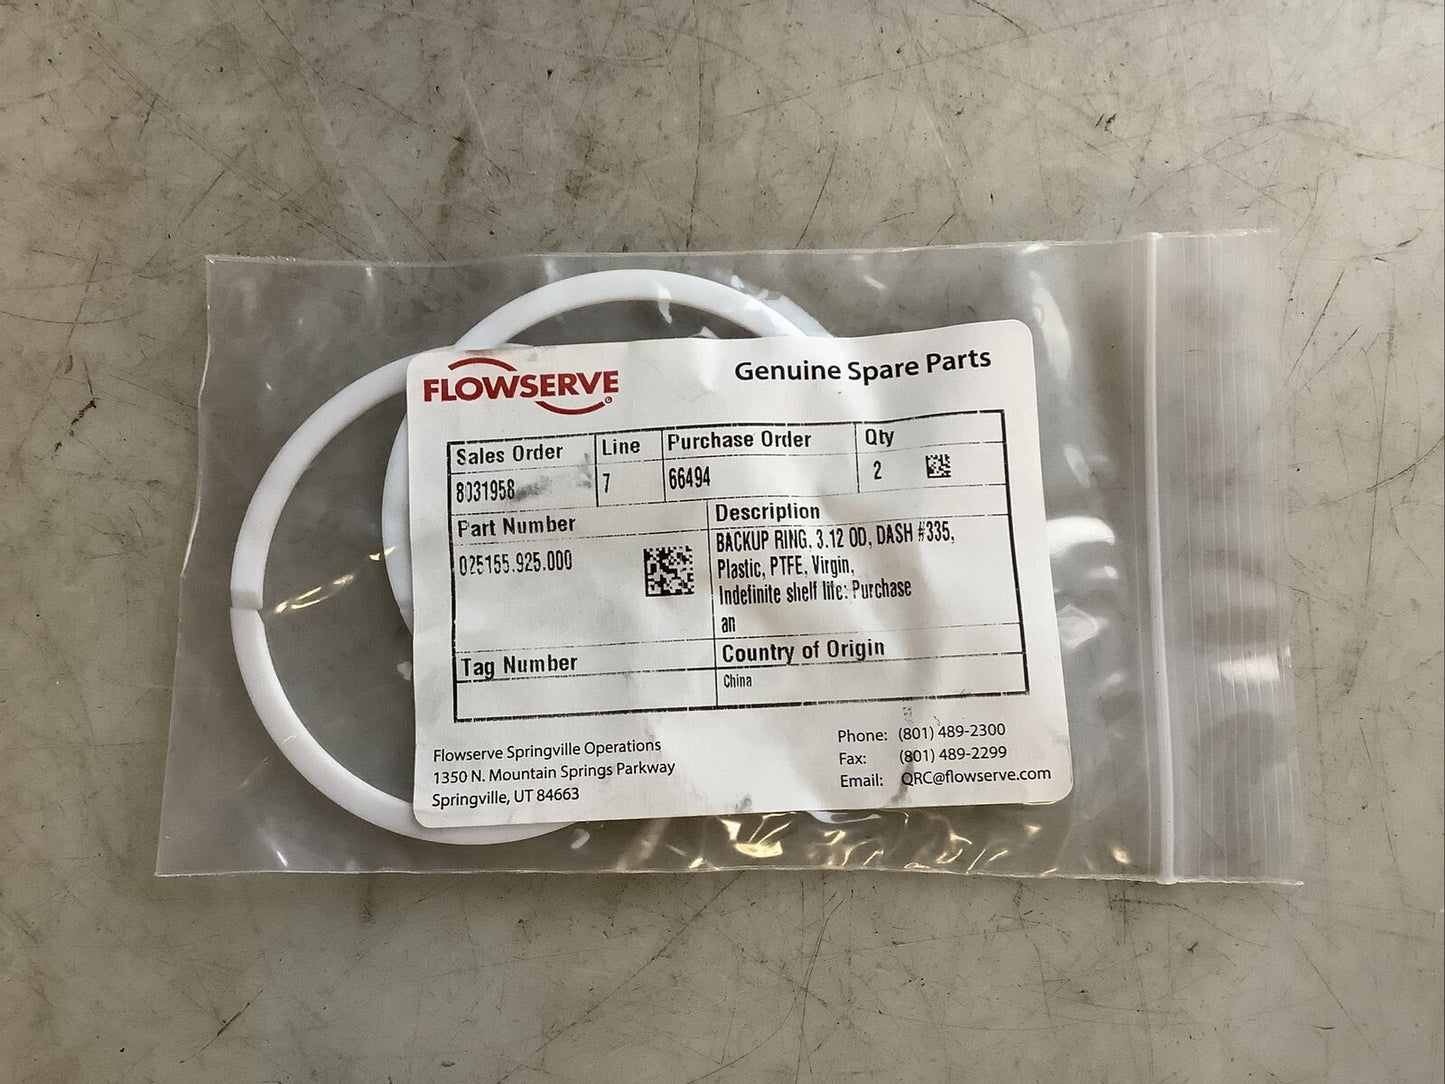 FLOWSERVE
Genuine Spare Parts
Sales Order Line Purchase Order Qty
8031958 7 66494 2
Part Number Description
025155.925.000 BACKUP RING, 3.12 OD, DASH #335,
Plastic, PTFE, Virgin,
Indefinite shelf life: Purchase
an
Tag Number Country of Origin
China
Flowserve Springville Operations
1350 N. Mountain Springs Parkway
Springville, UT 84663
Phone: (801) 489-2300
Fax: (801) 489-2299
Email: QRC@flowserve.com